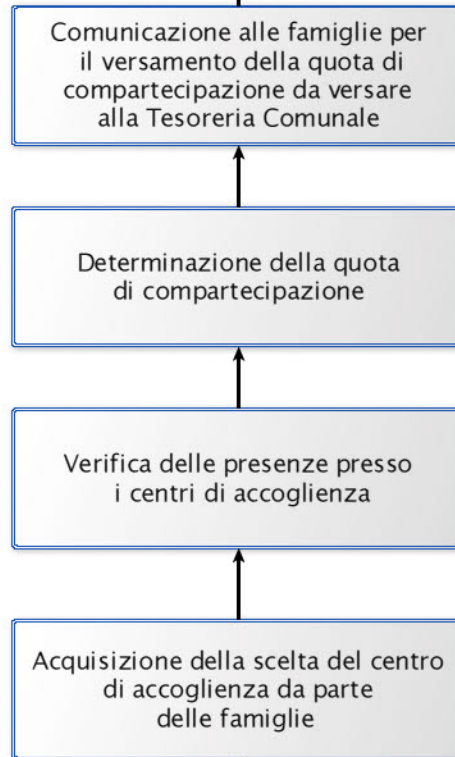 Comunicazione alle famiglie per
il versamento della quota di
compartecipazione da versare
alla Tesoreria Comunale
Determinazione della quota
di compartecipazione
Verifica delle presenze presso
i centri di accoglienza
Acquisizione della scelta del centro
di accoglienza da parte
delle famiglie